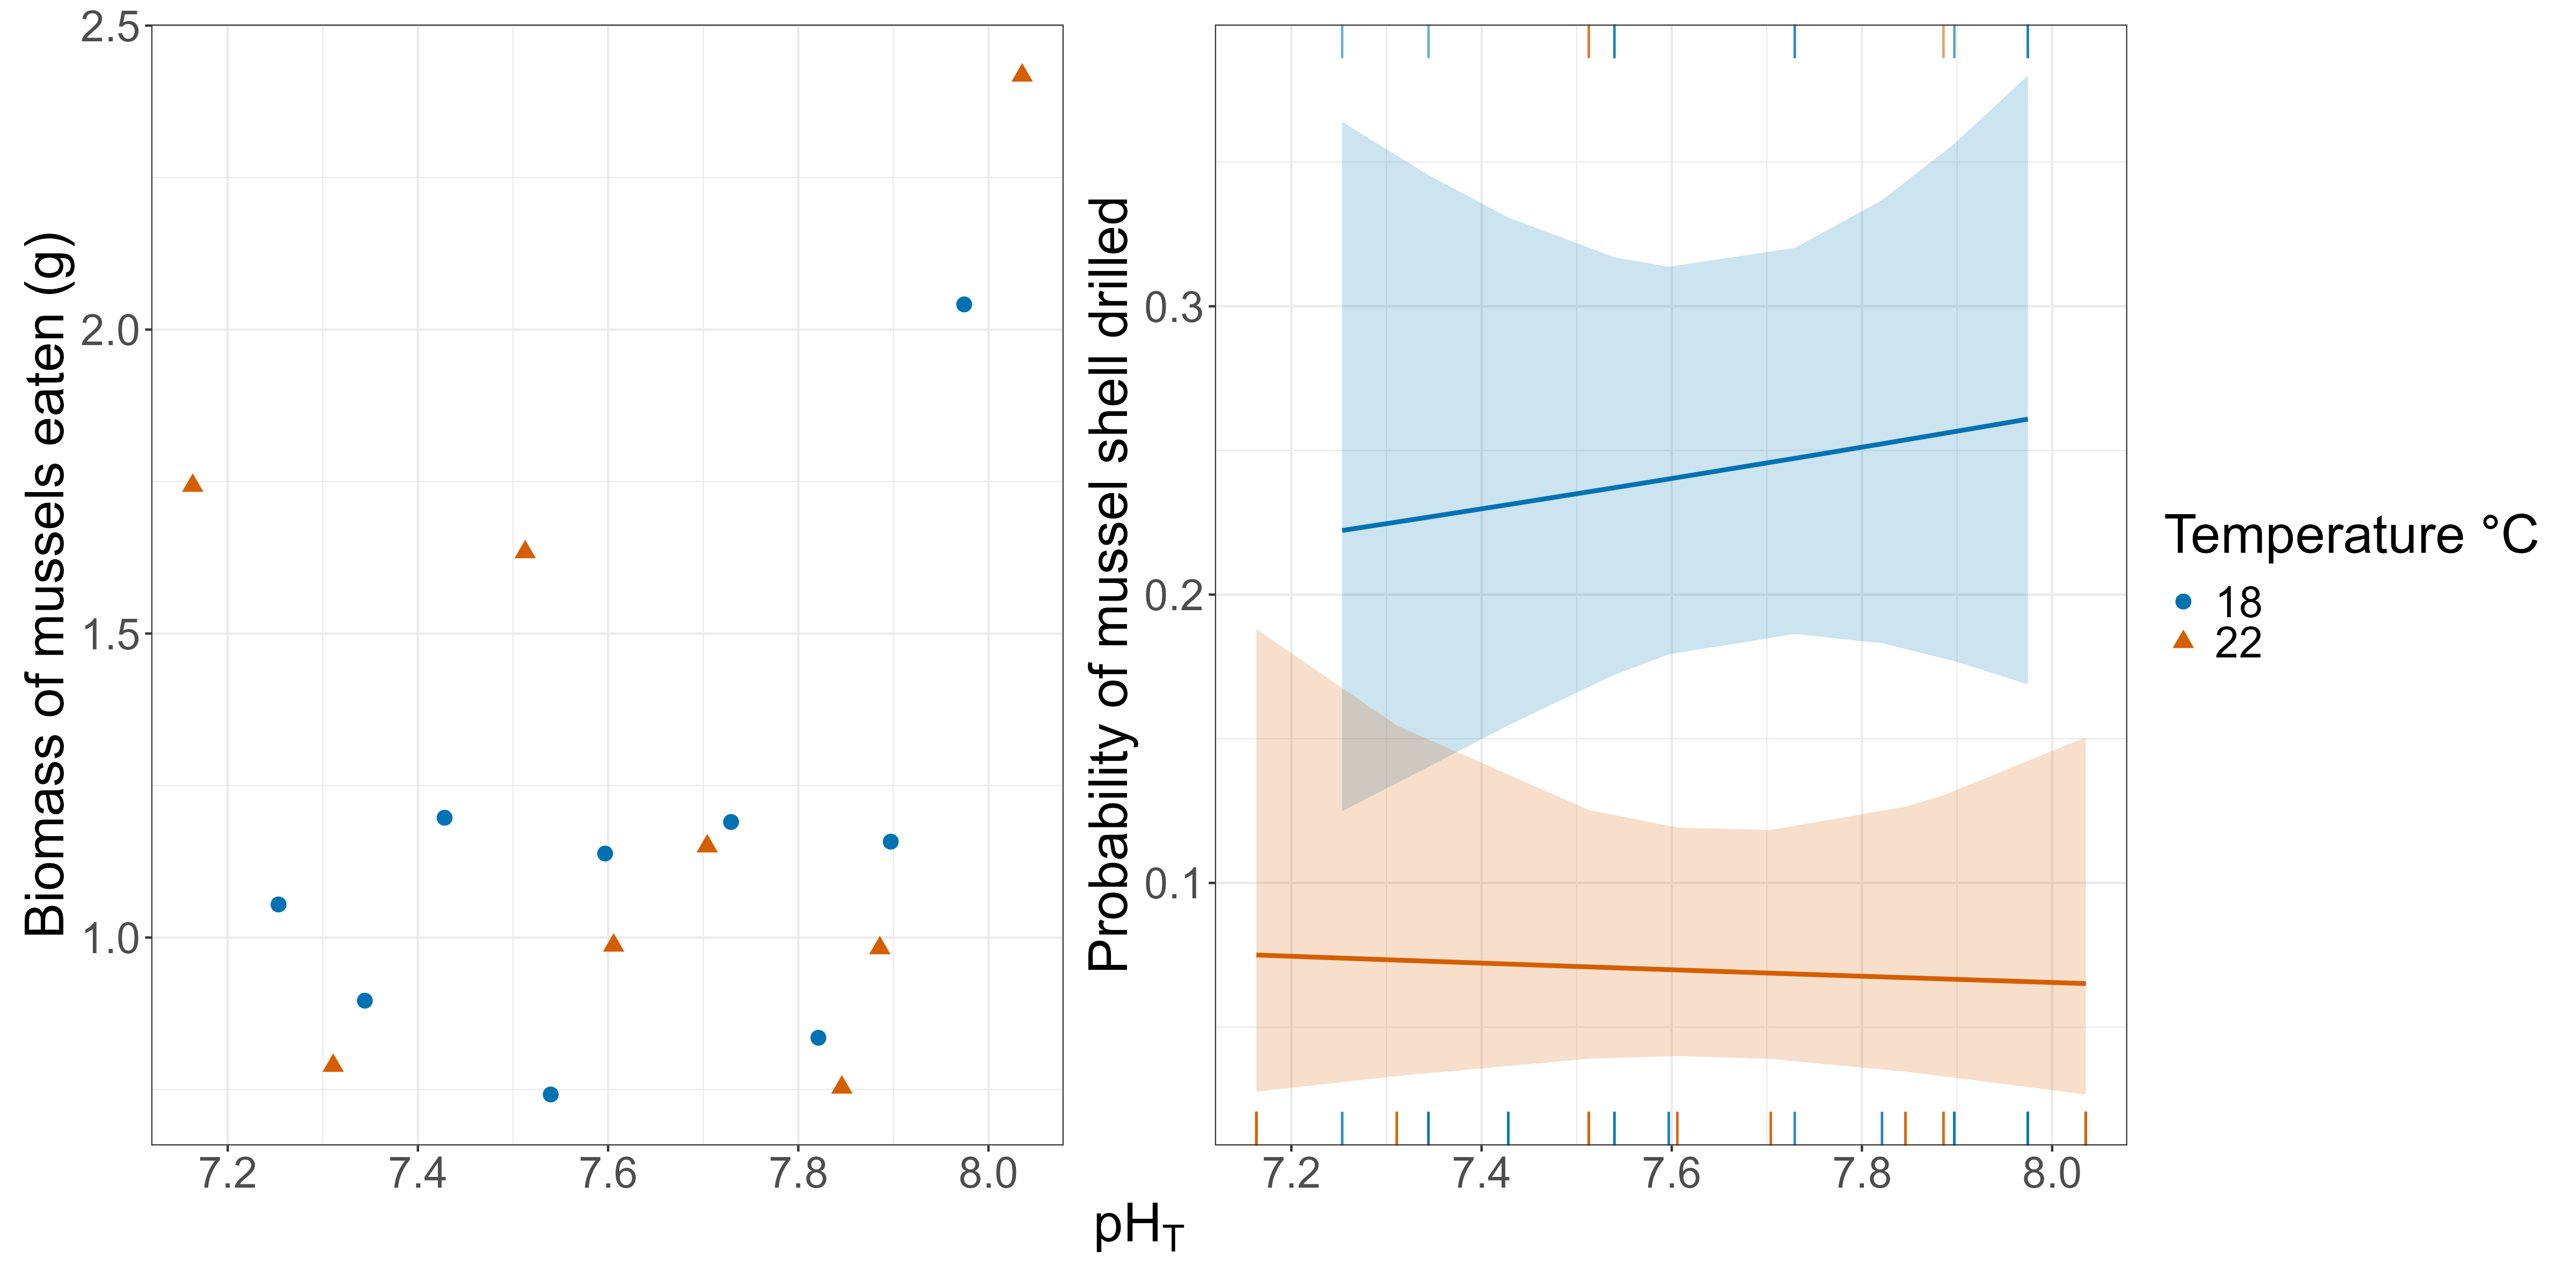 Biomass of mussels eaten (g)
2.5
2.0
1.5
1.0
7.2 7.4 7.6 7.8 8.0
Probability of mussel shell drilled
0.3
0.2
0.1
7.2 7.4 7.6 7.8 8.0
pHT
Temperature °C
18
22